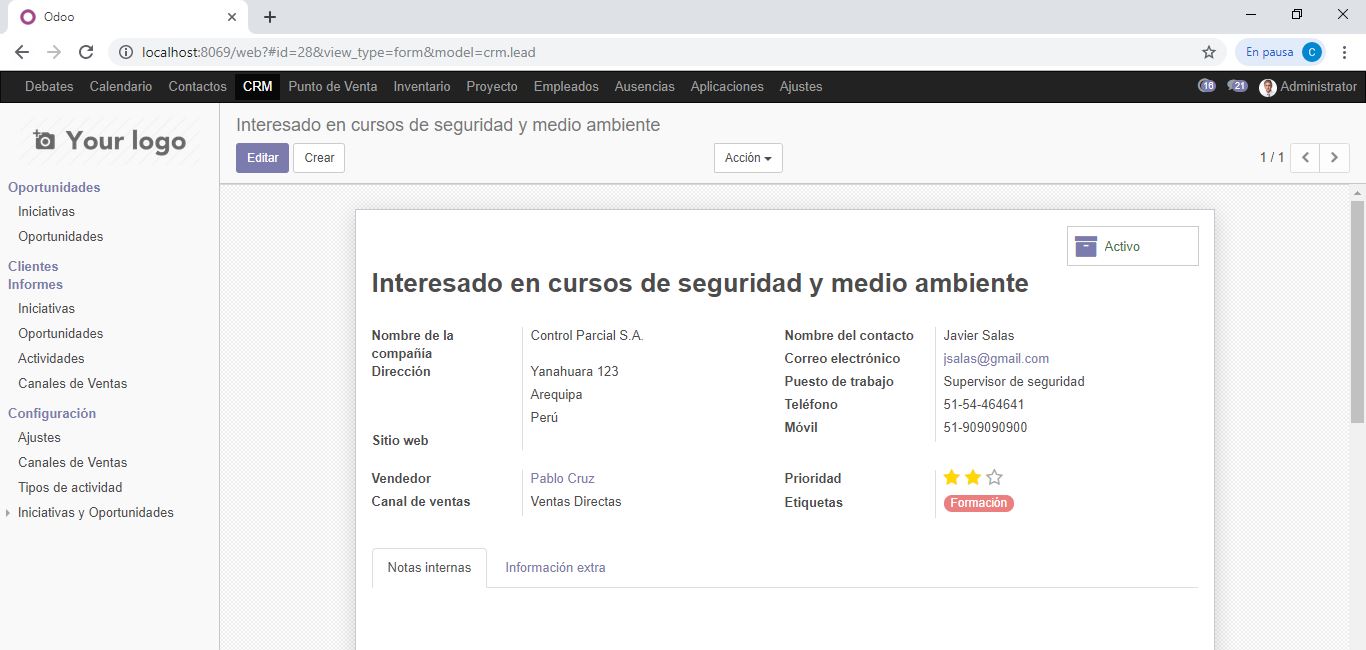 Odoo
localhost:8069/web?#id=28&view_type=form&model=crm.lead
En pausa
C
Debates Calendario Contactos CRM Punto de Venta Inventario Proyecto Empleados Ausencias Aplicaciones Ajustes
16
21
Administrator
Your logo
Oportunidades
Iniciativas
Oportunidades
Clientes
Informes
Iniciativas
Oportunidades
Actividades
Canales de Ventas
Configuración
Ajustes
Canales de Ventas
Tipos de actividad
Iniciativas y Oportunidades
Interesado en cursos de seguridad y medio ambiente
Editar
Crear
Acción
1 / 1
Activo
Interesado en cursos de seguridad y medio ambiente
Nombre de la
compañía
Control Parcial S.A.
Dirección
Yanahuara 123
Arequipa
Perú
Sitio web
Nombre del contacto Javier Salas
Correo electrónico jsalas@gmail.com
Puesto de trabajo Supervisor de seguridad
Teléfono 51-54-464641
Móvil 51-909090900
Vendedor Pablo Cruz
Canal de ventas Ventas Directas
Prioridad
Etiquetas Formación
Notas internas
Información extra